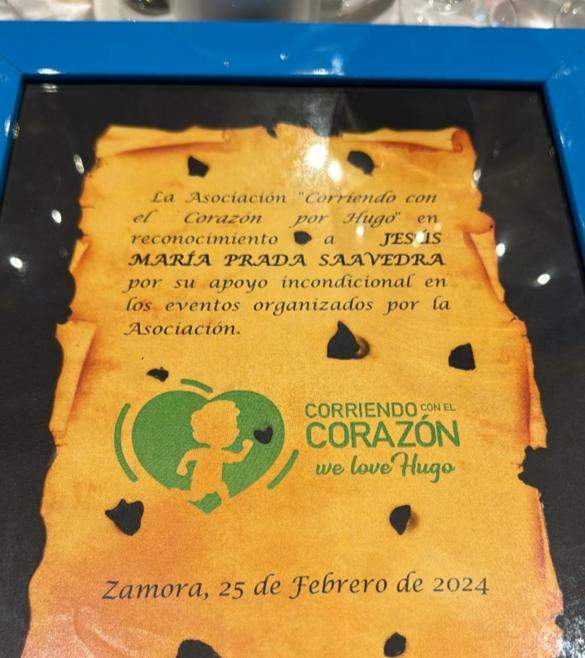 La Asociación "Corriendo con
el Corazón por Hugo" en
reconocimiento a JESÚS
MARÍA PRADA SAAVEDRA
por su apoyo incondicional en
los eventos organizados por la
Asociación.
CORRIENDO CON EL
CORAZÓN
we love Hugo
Zamora, 25 de Febrero de 2024